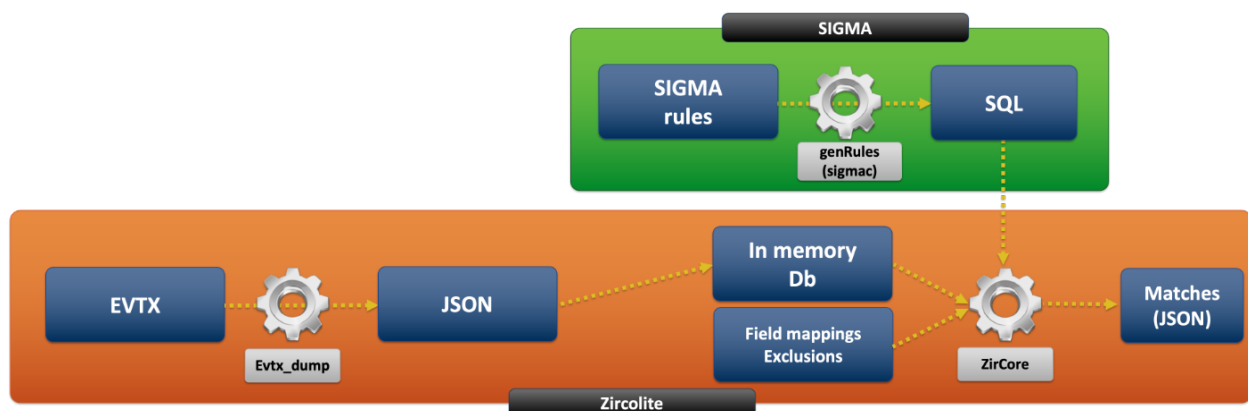 SIGMA
SIGMA
rules
SQL
genRules
(sigmac)
EVTX
Evtx_dump
JSON
In memory
Db
Field mappings
Exclusions
ZirCore
Matches
(JSON)
Zircolite